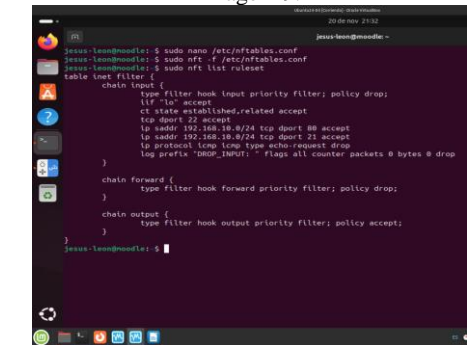 Ubuntu24-64 [Corriendo] - Oracle VirtualBox
20 de nov 21:32
jesus-leon@moodle: ~
jesus-leon@moodle:~$ sudo nano /etc/nftables.conf
jesus-leon@moodle:~$ sudo nft -f /etc/nftables.conf
jesus-leon@moodle:~$ sudo nft list ruleset
table inet filter {
chain input {
type filter hook input priority filter; policy drop;
iif "lo" accept
ct state established,related accept
tcp dport 22 accept
ip saddr 192.168.10.0/24 tcp dport 80 accept
ip saddr 192.168.10.0/24 tcp dport 21 accept
ip protocol icmp icmp type echo-request drop
log prefix "DROP_INPUT: " flags all counter packets 0 bytes 0 drop
}
chain forward {
type filter hook forward priority filter; policy drop;
}
chain output {
type filter hook output priority filter; policy accept;
}
}
jesus-leon@moodle:~$